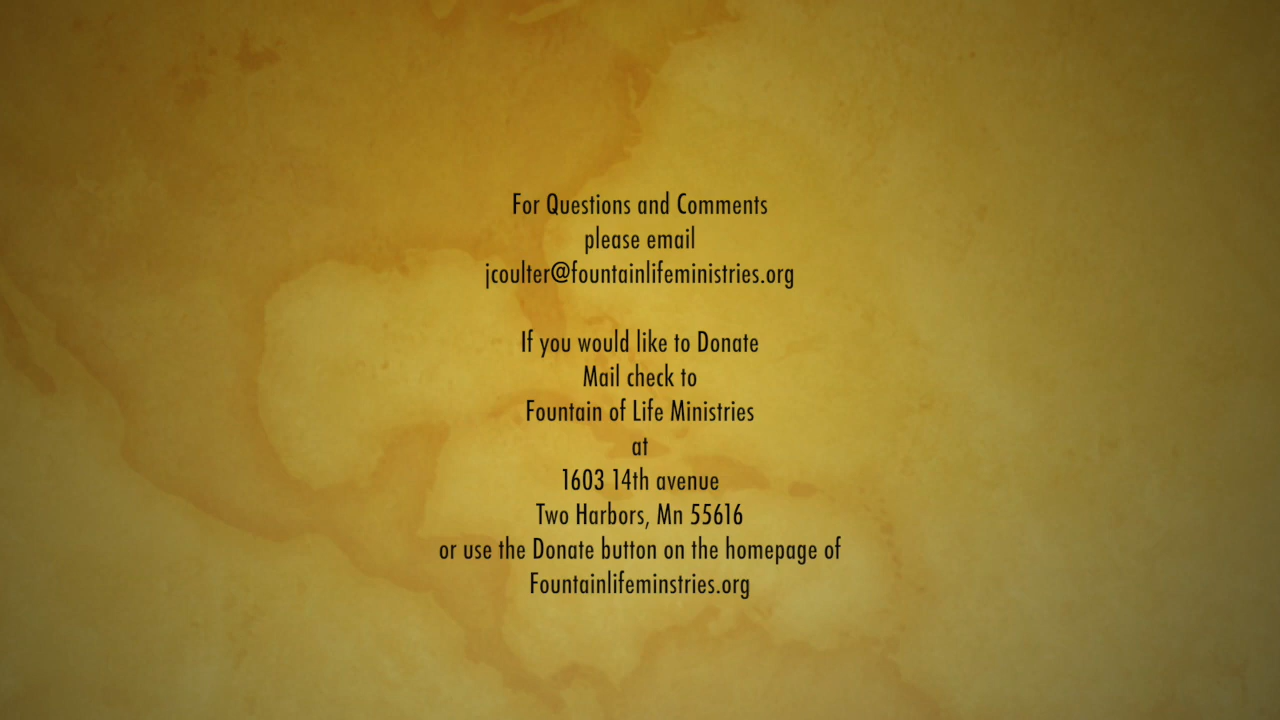 For Questions and Comments
please email
jcoulter@fountainlifeministries.org
If you would like to Donate
Mail check to
Fountain of Life Ministries
at
1603 14th avenue
Two Harbors, Mn 55616
or use the Donate button on the homepage of
Fountainlifeminstries.org